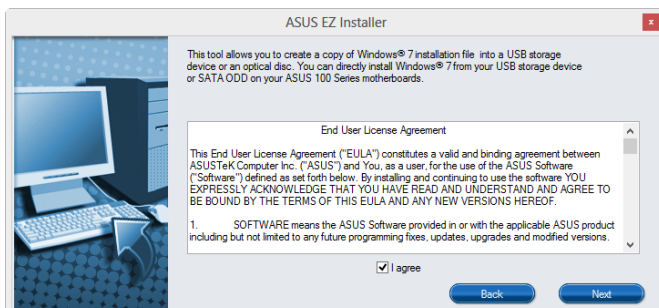 ASUS EZ Installer
x
This tool allows you to create a copy of Windows® 7 installation file into a USB storage
device or an optical disc. You can directly install Windows® 7 from your USB storage device
or SATA ODD on your ASUS 100 Series motherboards.
End User License Agreement
This End User License Agreement ("EULA") constitutes a valid and binding agreement between
ASUSTeK Computer Inc. ("ASUS") and You, as a user, for the use of the ASUS Software
("Software") defined as set forth below. By installing and continuing to use the software YOU
EXPRESSLY ACKNOWLEDGE THAT YOU HAVE READ AND UNDERSTAND AND AGREE TO
BE BOUND BY THE TERMS OF THIS EULA AND ANY NEW VERSIONS HEREOF.
1. SOFTWARE means the ASUS Software provided in or with the applicable ASUS product
including but not limited to any future programming fixes, updates, upgrades and modified versions.
I agree
Back Next